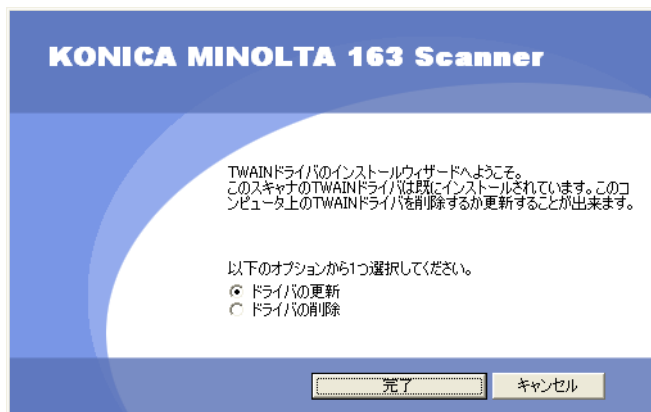 KONICA MINOLTA 163 Scanner
TWAINドライバのインストールウィザードへようこそ。
このスキャナのTWAINドライバは既にインストールされています。このコ
ンピュータ上のTWAINドライバを削除するか更新することが出来ます。
以下のオプションから1つ選択してください。
ドライバの更新
ドライバの削除
完了
キャンセル